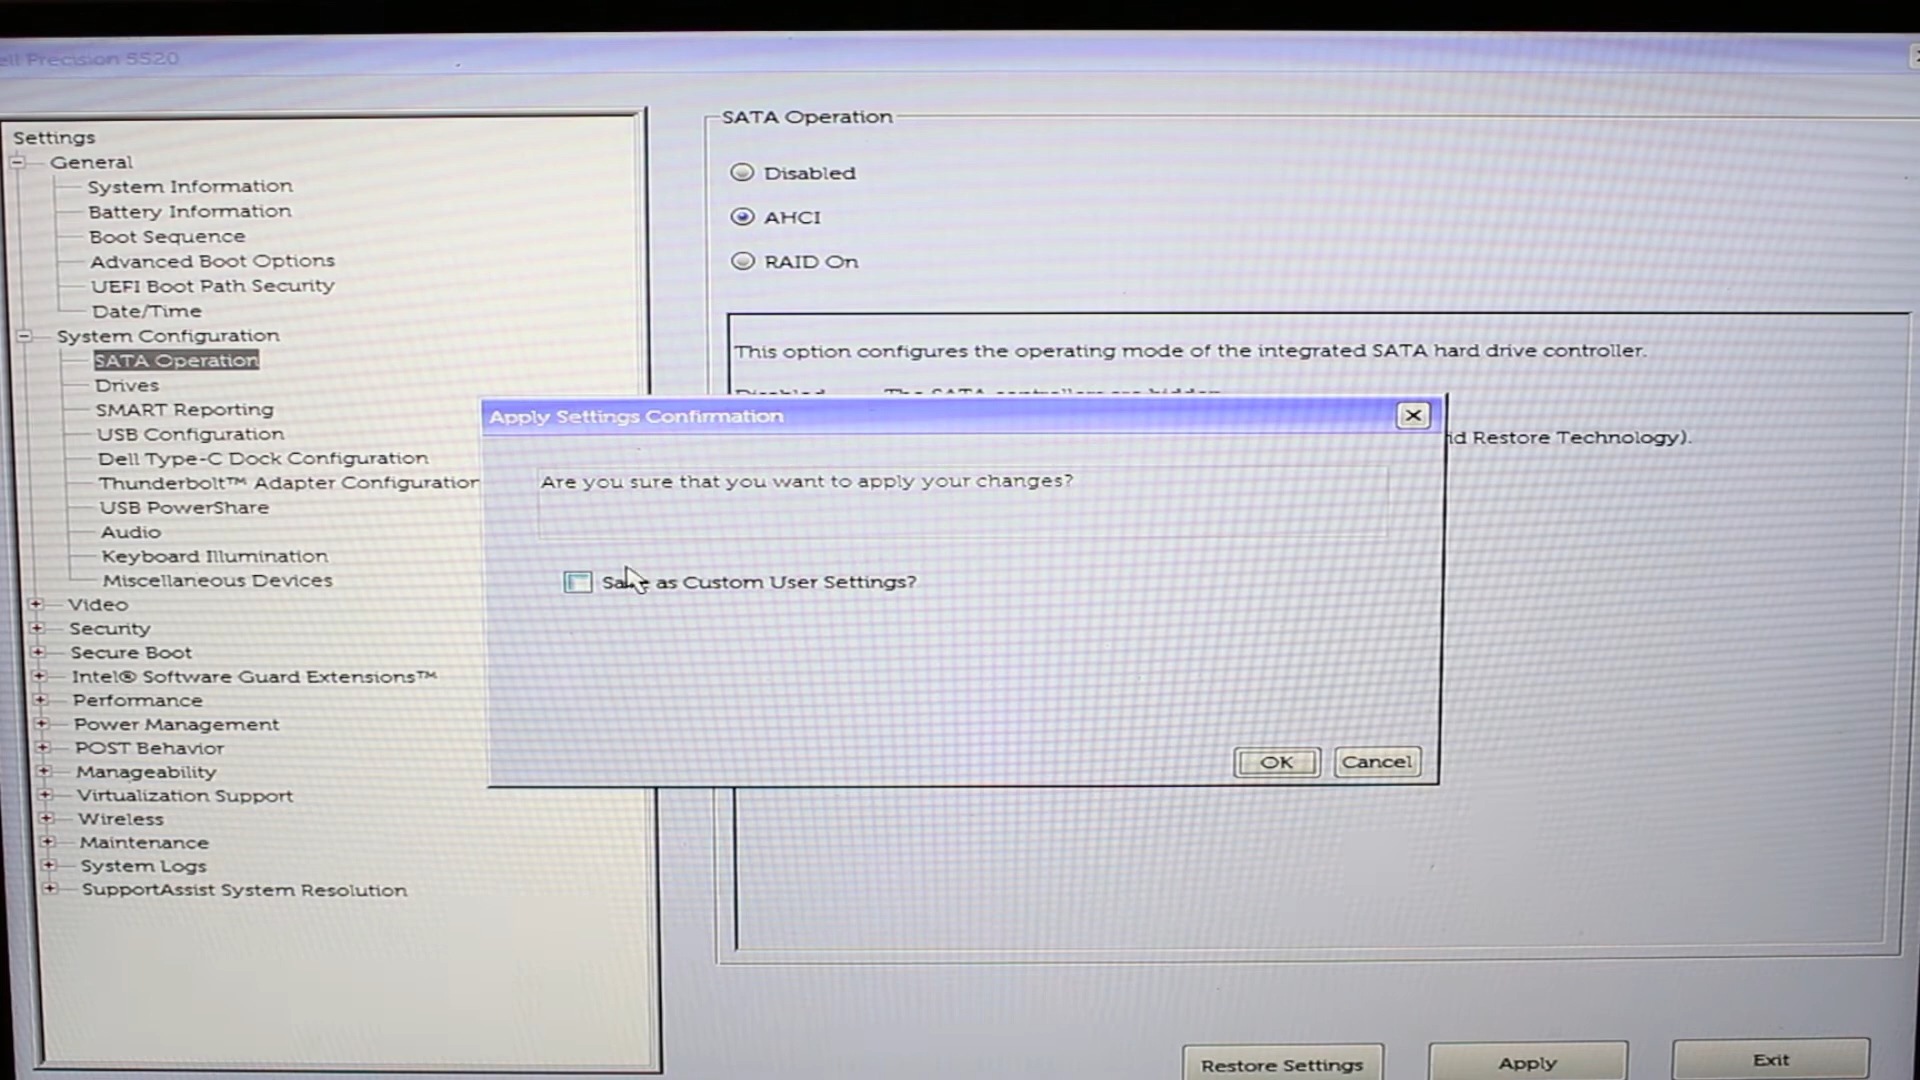 Precision 5520
Settings
General
System Information
Battery Information
Boot Sequence
Advanced Boot Options
UEFI Boot Path Security
Date/Time
System Configuration
SATA Operation
Drives
SMART Reporting
USB Configuration
Dell Type-C Dock Configuration
Thunderbolt™ Adapter Configuration
USB PowerShare
Audio
Keyboard Illumination
Miscellaneous Devices
Video
Security
Secure Boot
Intel® Software Guard Extensions™
Performance
Power Management
POST Behavior
Manageability
Virtualization Support
Wireless
Maintenance
System Logs
SupportAssist System Resolution
SATA Operation
Disabled
AHCI
RAID On
This option configures the operating mode of the integrated SATA hard drive controller.
id Restore Technology).
Apply Settings Confirmation
Are you sure that you want to apply your changes?
Save as Custom User Settings?
OK
Cancel
Restore Settings
Apply
Exit